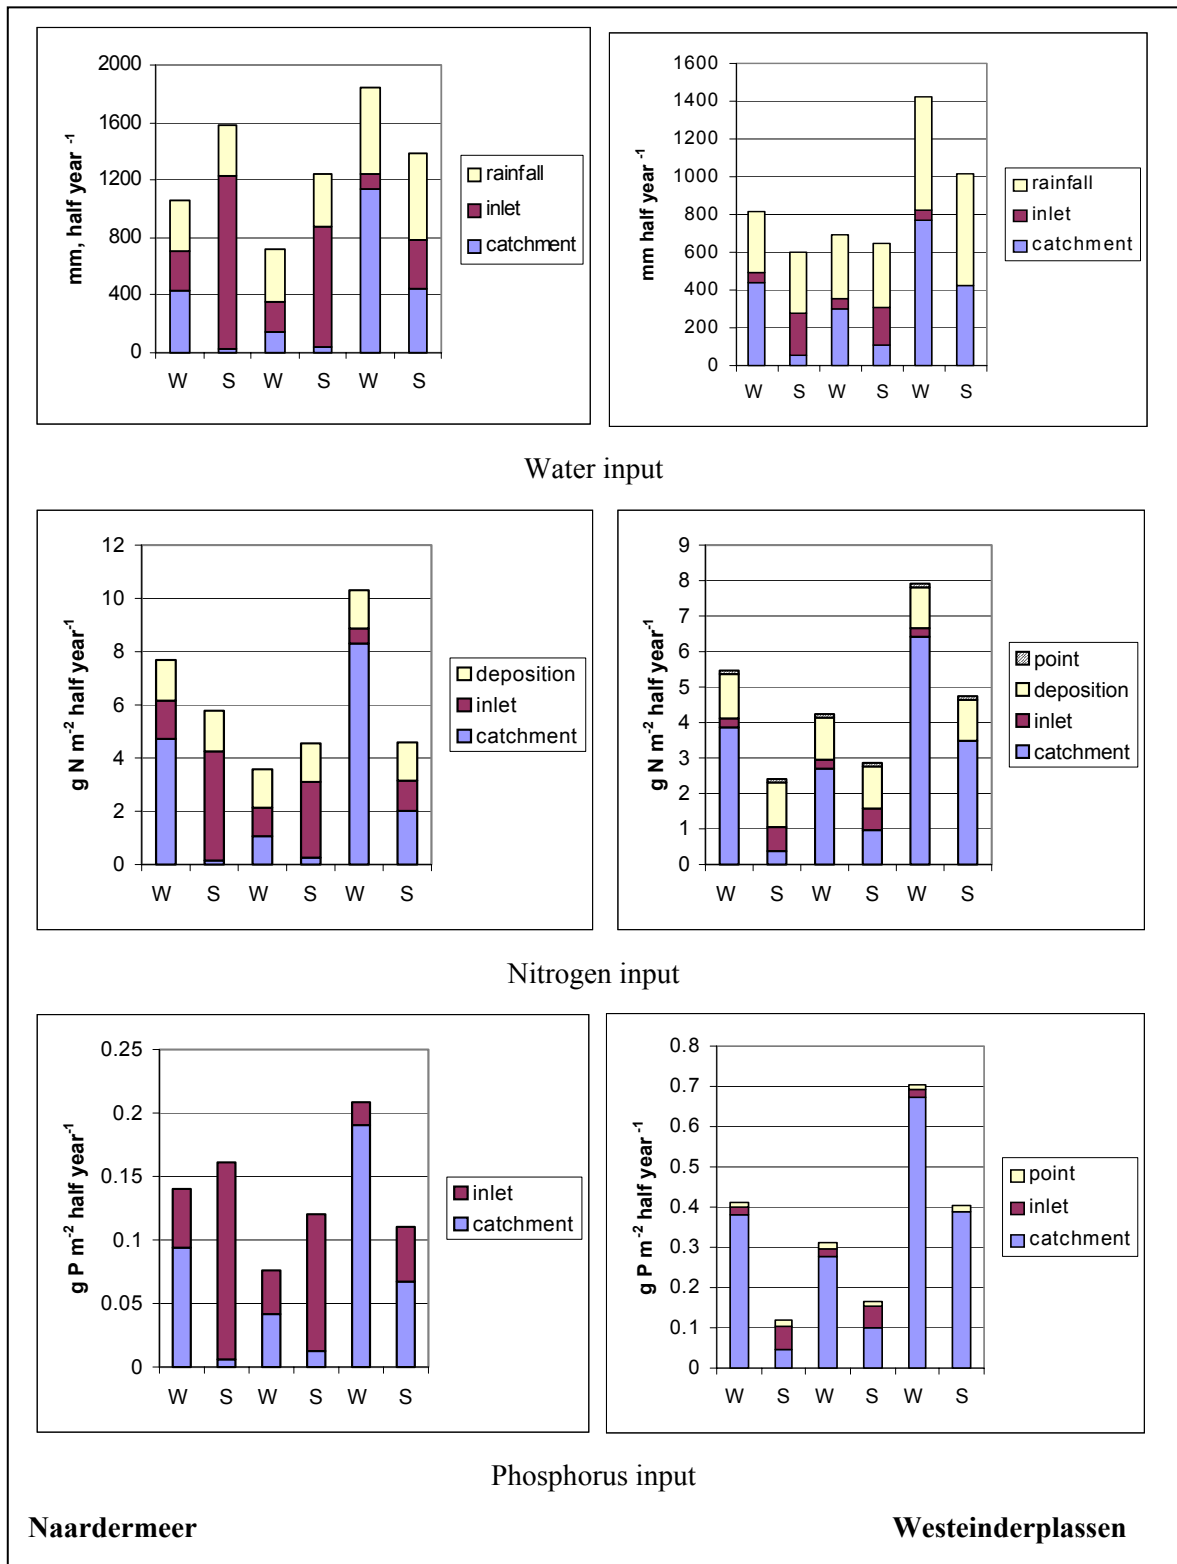 2000
1600
1200
800
400
0
mm, half year -1
W S W S W S
rainfall
inlet
catchment
1600
1400
1200
1000
800
600
400
200
0
mm half year -1
W S W S W S
rainfall
inlet
catchment
Water input
12
10
8
6
4
2
0
g N m-2 half year-1
W S W S W S
deposition
inlet
catchment
9
8
7
6
5
4
3
2
1
0
g N m-2 half year-1
W S W S W S
point
deposition
inlet
catchment
Nitrogen input
0.25
0.2
0.15
0.1
0.05
0
g P m-2 half year-1
W S W S W S
inlet
catchment
0.8
0.7
0.6
0.5
0.4
0.3
0.2
0.1
0
g P m-2 half year -1
W S W S W S
point
inlet
catchment
Phosphorus input
Naardermeer Westeinderplassen